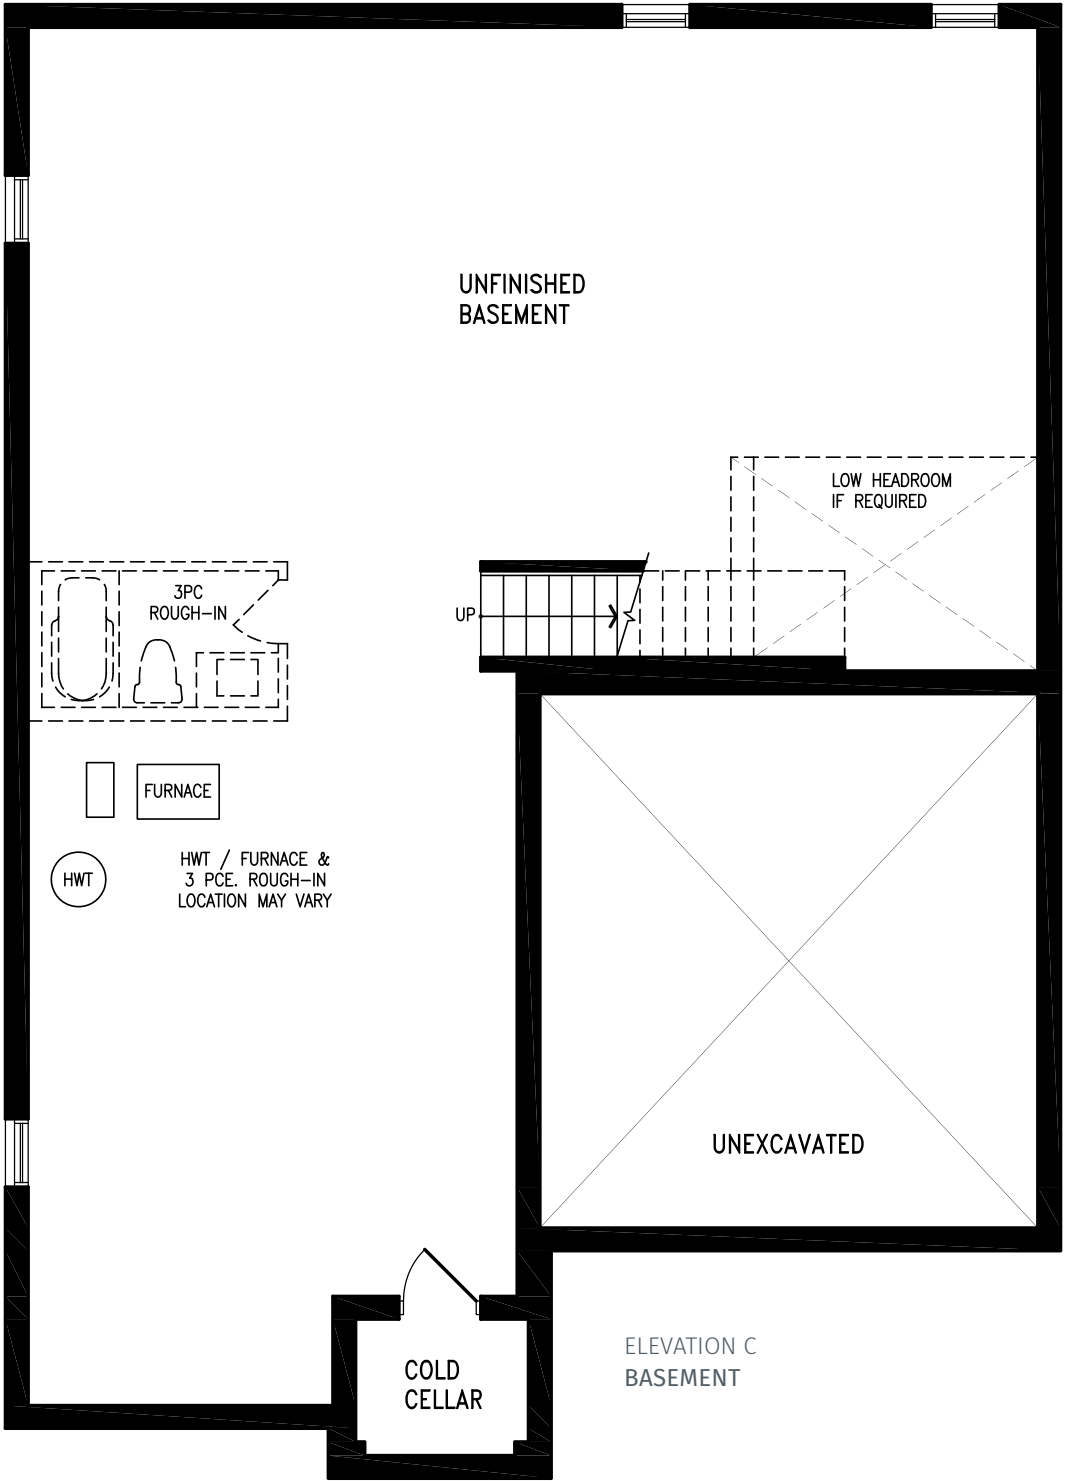 UNFINISHED
BASEMENT
LOW HEADROOM
IF REQUIRED
3PC
ROUGH-IN
UP
FURNACE
HWT
HWT / FURNACE &
3 PCE. ROUGH-IN
LOCATION MAY VARY
UNEXCAVATED
COLD
CELLAR
ELEVATION C
BASEMENT